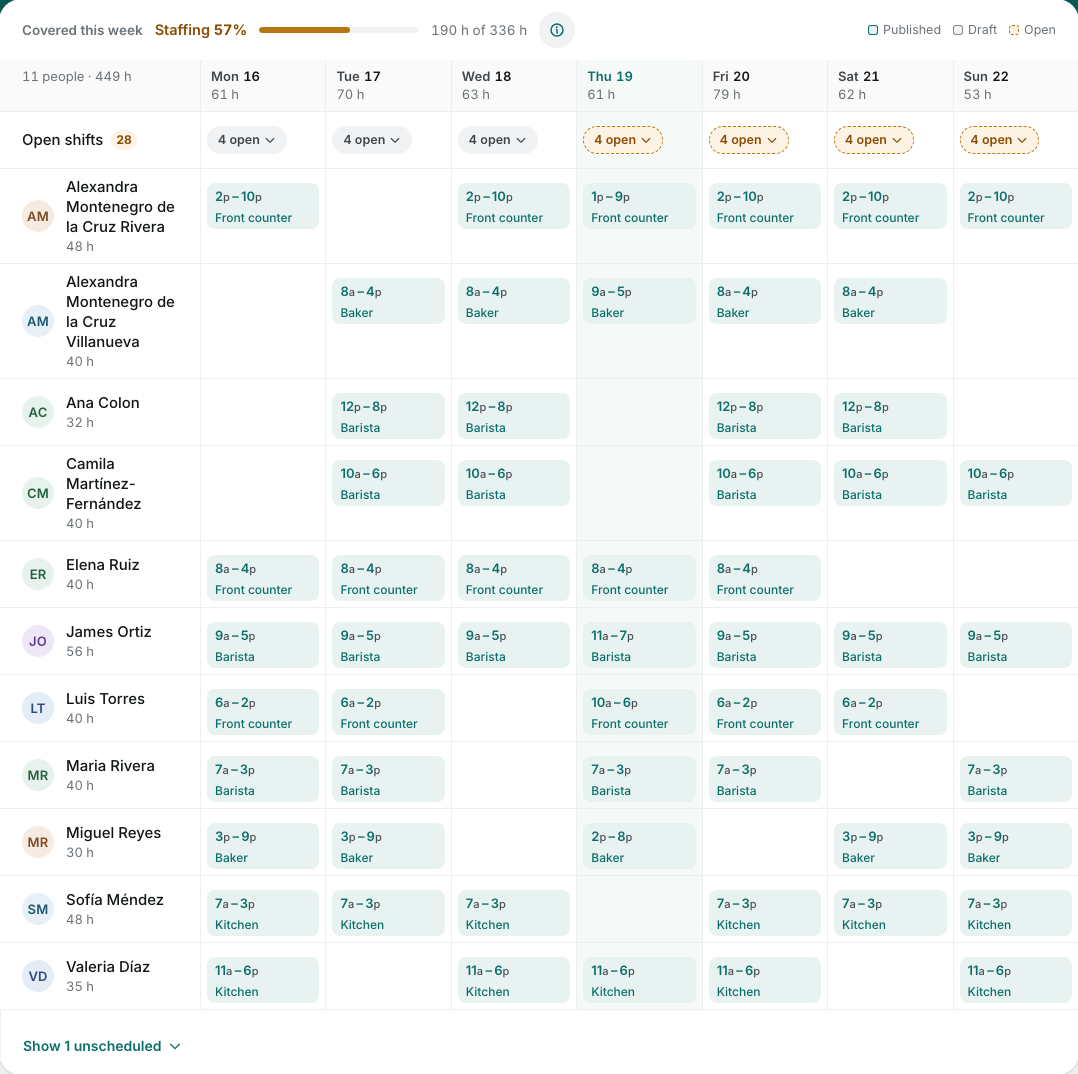 Covered this week Staffing 57% 190 h of 336 h Published Draft Open
11 people · 449 h Mon 16 Tue 17 Wed 18 Thu 19 Fri 20 Sat 21 Sun 22
61 h 70 h 63 h 61 h 79 h 62 h 53 h
Open shifts 28 4 open 4 open 4 open 4 open 4 open 4 open 4 open
AM
Alexandra
Montenegro de
la Cruz Rivera
48 h
2p – 10p 2p – 10p 1p – 9p 2p – 10p 2p – 10p 2p – 10p
Front counter Front counter Front counter Front counter Front counter Front counter
AM
Alexandra
Montenegro de
la Cruz
Villanueva
40 h
8a – 4p 8a – 4p 9a – 5p 8a – 4p 8a – 4p
Baker Baker Baker Baker Baker
AC
Ana Colon
32 h
12p – 8p 12p – 8p 12p – 8p 12p – 8p
Barista Barista Barista Barista
CM
Camila
Martínez-
Fernández
40 h
10a – 6p 10a – 6p 10a – 6p 10a – 6p 10a – 6p
Barista Barista Barista Barista Barista
ER
Elena Ruiz
40 h
8a – 4p 8a – 4p 8a – 4p 8a – 4p 8a – 4p
Front counter Front counter Front counter Front counter Front counter
JO
James Ortiz
56 h
9a – 5p 9a – 5p 9a – 5p 11a – 7p 9a – 5p 9a – 5p 9a – 5p
Barista Barista Barista Barista Barista Barista Barista
LT
Luis Torres
40 h
6a – 2p 6a – 2p 10a – 6p 6a – 2p 6a – 2p
Front counter Front counter Front counter Front counter Front counter
MR
Maria Rivera
40 h
7a – 3p 7a – 3p 7a – 3p 7a – 3p 7a – 3p
Barista Barista Barista Barista Barista
MR
Miguel Reyes
30 h
3p – 9p 3p – 9p 2p – 8p 3p – 9p 3p – 9p
Baker Baker Baker Baker Baker
SM
Sofía Méndez
48 h
7a – 3p 7a – 3p 7a – 3p 7a – 3p 7a – 3p 7a – 3p
Kitchen Kitchen Kitchen Kitchen Kitchen Kitchen
VD
Valeria Díaz
35 h
11a – 6p 11a – 6p 11a – 6p 11a – 6p 11a – 6p
Kitchen Kitchen Kitchen Kitchen Kitchen
Show 1 unscheduled